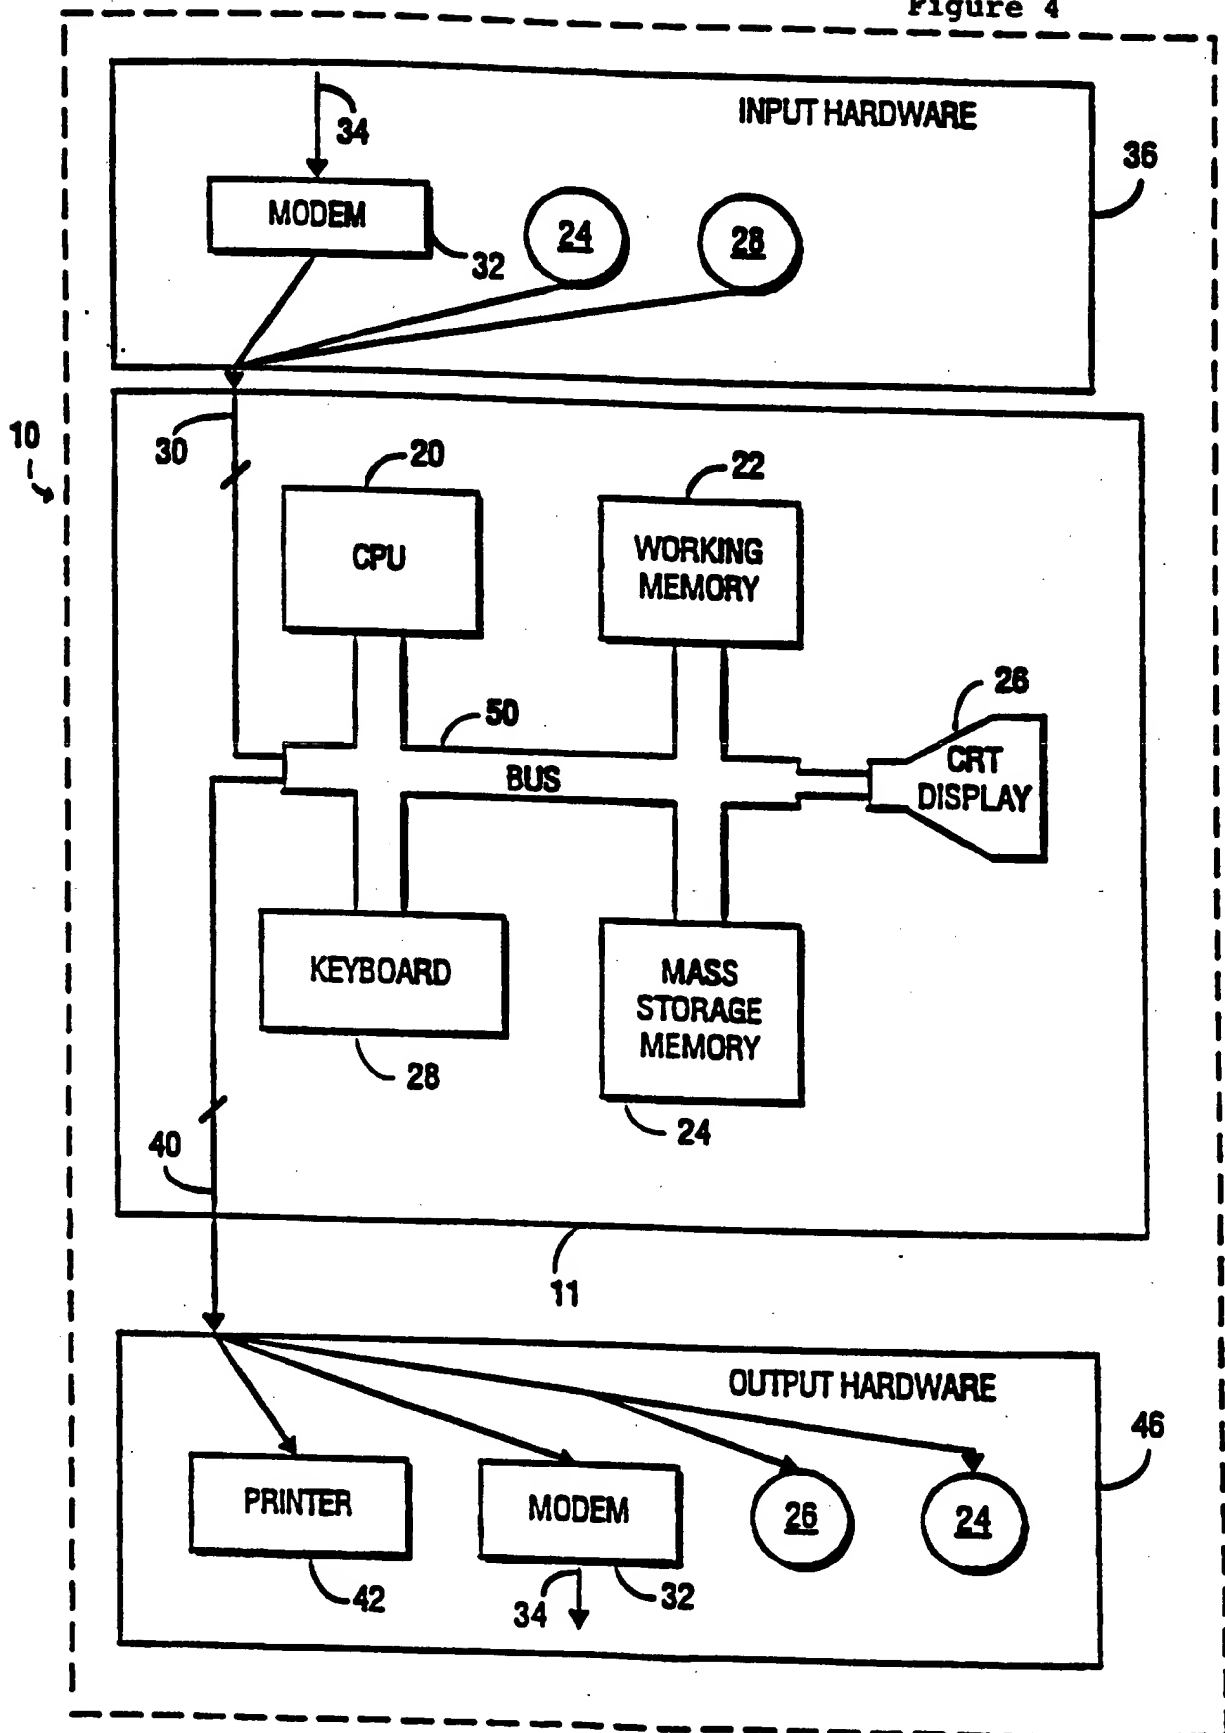 Figure 4
INPUT HARDWARE
34
36
MODEM
24
28
32
10
30
20
22
CPU
WORKING
MEMORY
26
50
CRT
DISPLAY
BUS
KEYBOARD
MASS
STORAGE
MEMORY
28
24
40
11
OUTPUT HARDWARE
46
PRINTER
MODEM
26
24
42
34
32